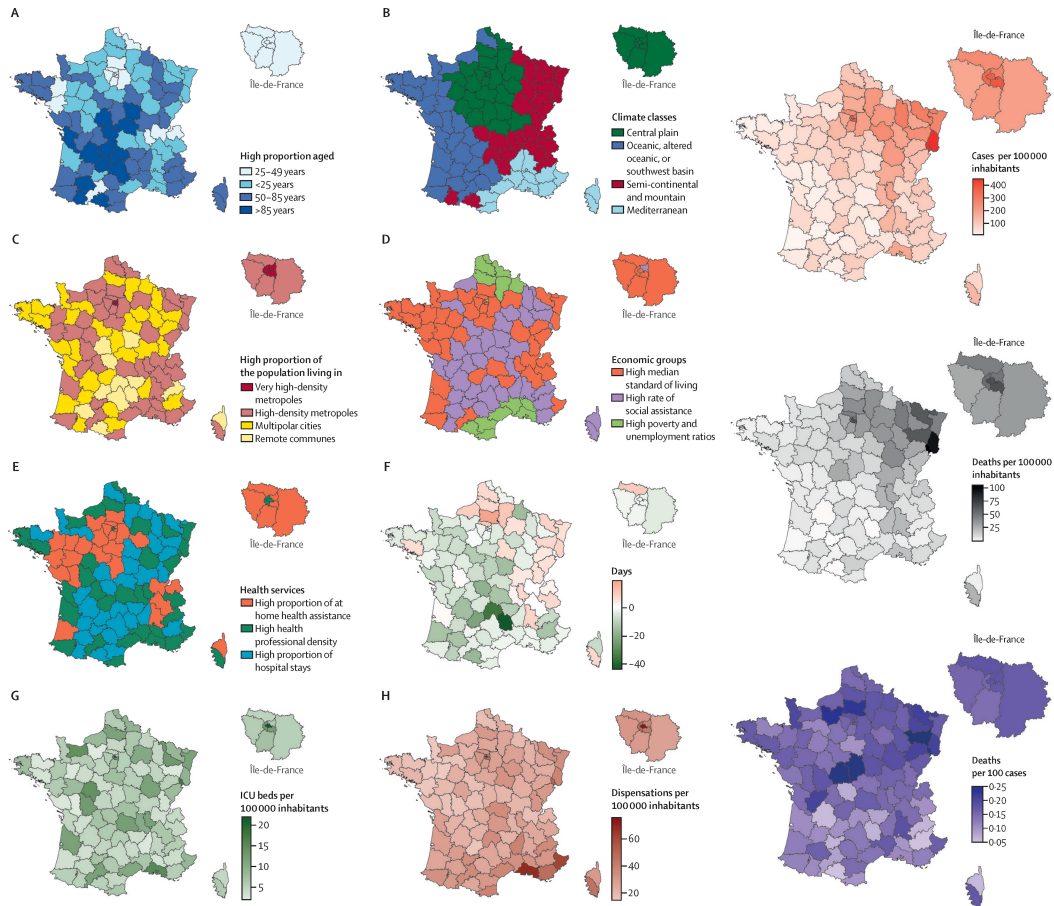 A
Île-de-France
High proportion aged
25–49 years
<25 years
50–85 years
>85 years
B
Île-de-France
Climate classes
Central plain
Oceanic, altered
oceanic, or
southwest basin
Semi-continental
and mountain
Mediterranean
C
Île-de-France
High proportion of
the population living in
Very high-density
metropoles
High-density metropoles
Multipolar cities
Remote communes
D
Île-de-France
Economic groups
High median
standard of living
High rate of
social assistance
High poverty and
unemployment ratios
E
Île-de-France
Health services
High proportion of at
home health assistance
High health
professional density
High proportion of
hospital stays
F
Île-de-France
Days
0
–20
–40
G
Île-de-France
ICU beds per
100 000 inhabitants
20
15
10
5
H
Île-de-France
Dispensations per
100 000 inhabitants
60
40
20
Île-de-France
Cases per 100 000
inhabitants
400
300
200
100
Île-de-France
Deaths per 100 000
inhabitants
100
75
50
25
Île-de-France
Deaths
per 100 cases
0·25
0·20
0·15
0·10
0·05